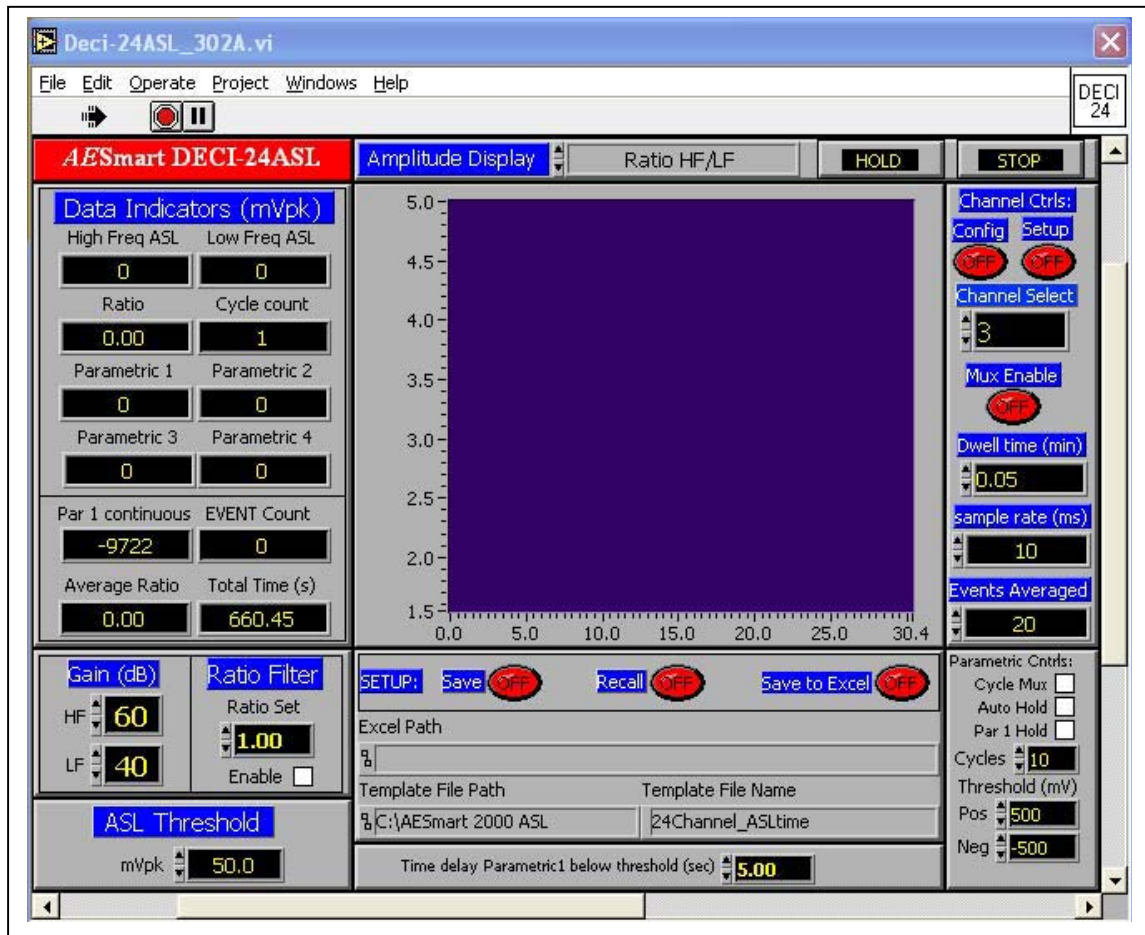 Deci-24ASL_302A.vi
File Edit Operate Project Windows Help
DECI
24
AESmart DECI-24ASL
Amplitude Display Ratio HF/LF HOLD STOP
Data Indicators (mVpk)
High Freq ASL Low Freq ASL
0 0
Ratio Cycle count
0.00 1
Parametric 1 Parametric 2
0 0
Parametric 3 Parametric 4
0 0
Par 1 continuous EVENT Count
-9722 0
Average Ratio Total Time (s)
0.00 660.45
5.0
4.5
4.0
3.5
3.0
2.5
2.0
1.5
0.0 5.0 10.0 15.0 20.0 25.0 30.4
Channel Ctrls:
Config Setup
OFF OFF
Channel Select
3
Mux Enable
OFF
Dwell time (min)
0.05
sample rate (ms)
10
Events Averaged
20
Gain (dB)
HF 60
LF 40
Ratio Filter
Ratio Set
1.00
Enable
ASL Threshold
mVpk 50.0
SETUP: Save OFF Recall OFF Save to Excel OFF
Excel Path
Template File Path Template File Name
C:\AESmart 2000 ASL 24Channel_ASLtime
Time delay Parametric1 below threshold (sec) 5.00
Parametric Cntrls:
Cycle Mux
Auto Hold
Par 1 Hold
Cycles 10
Threshold (mV)
Pos 500
Neg -500